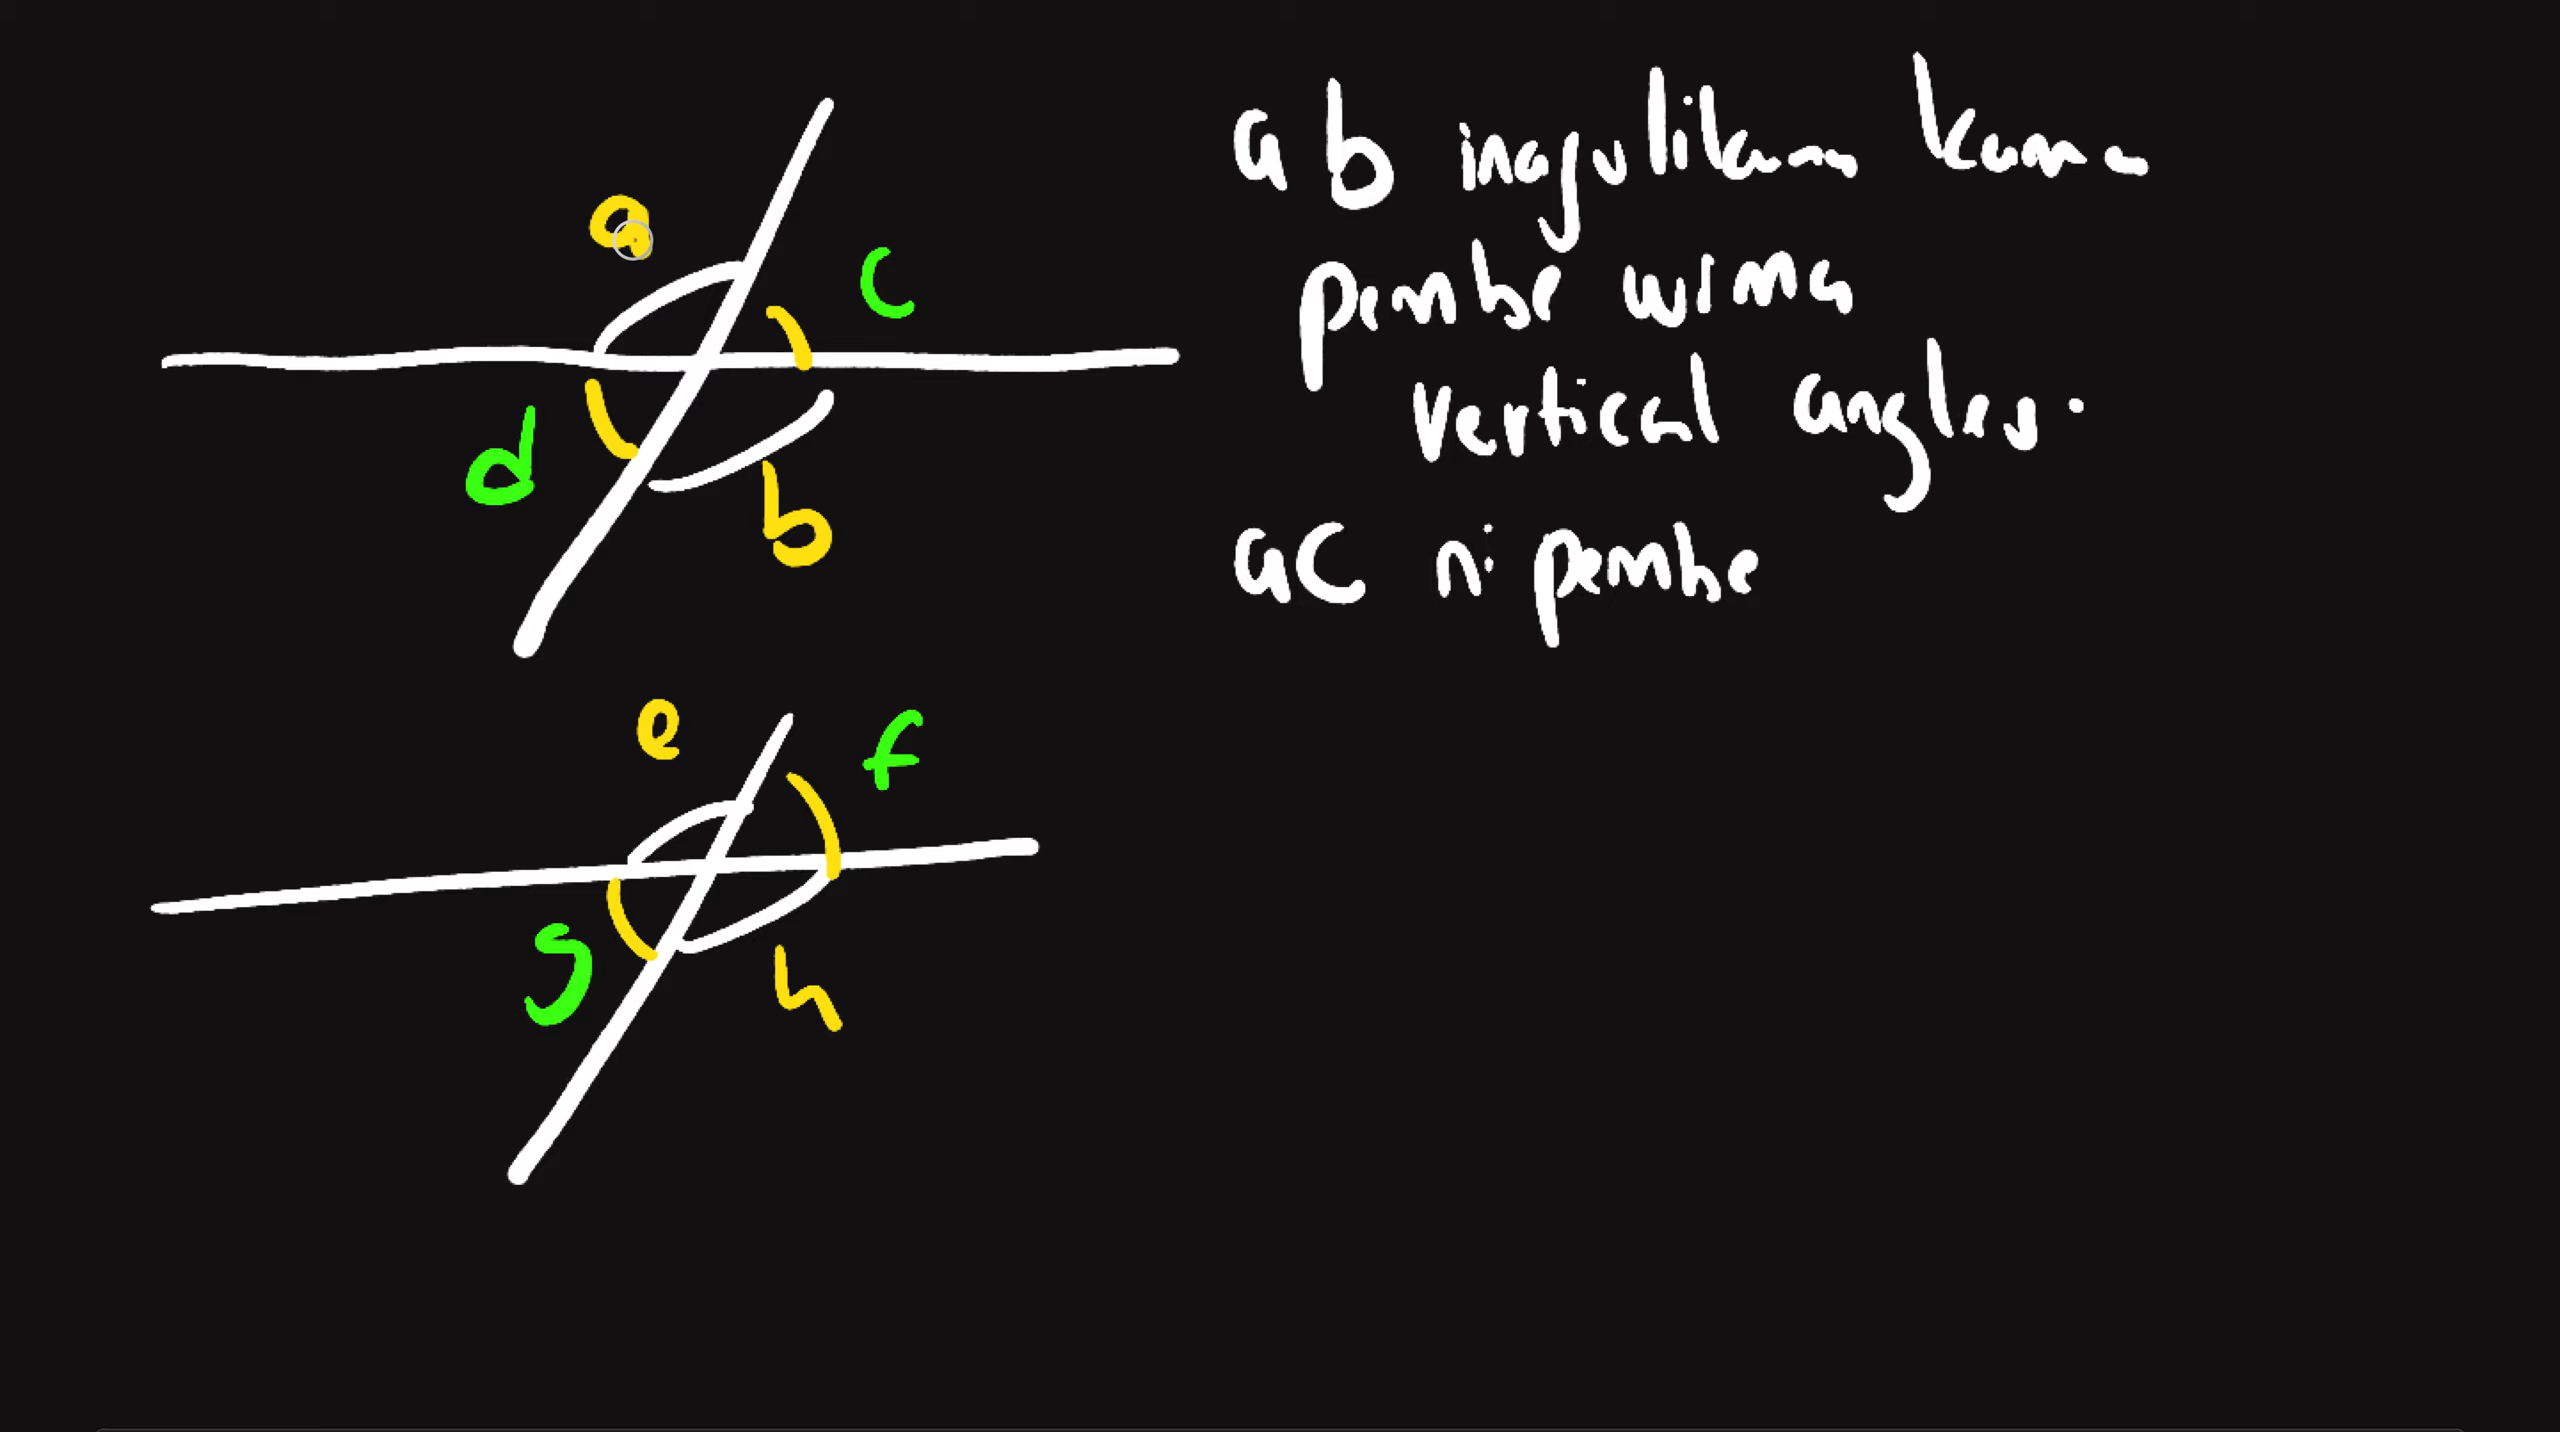 a
c
d
b
e
f
g
h
a b inajulikana kama
pembe wima
vertical angles.
ac ni pembe